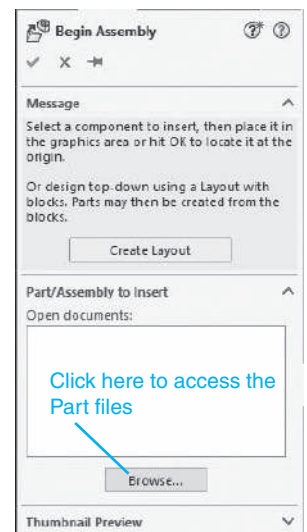 Begin Assembly
Message
Select a component to insert, then place it in
the graphics area or hit OK to locate it at the
origin.
Or design top-down using a Layout with
blocks. Parts may then be created from the
blocks.
Create Layout
Part/Assembly to Insert
Open documents:
Click here to access the
Part files
Browse...
Thumbnail Preview